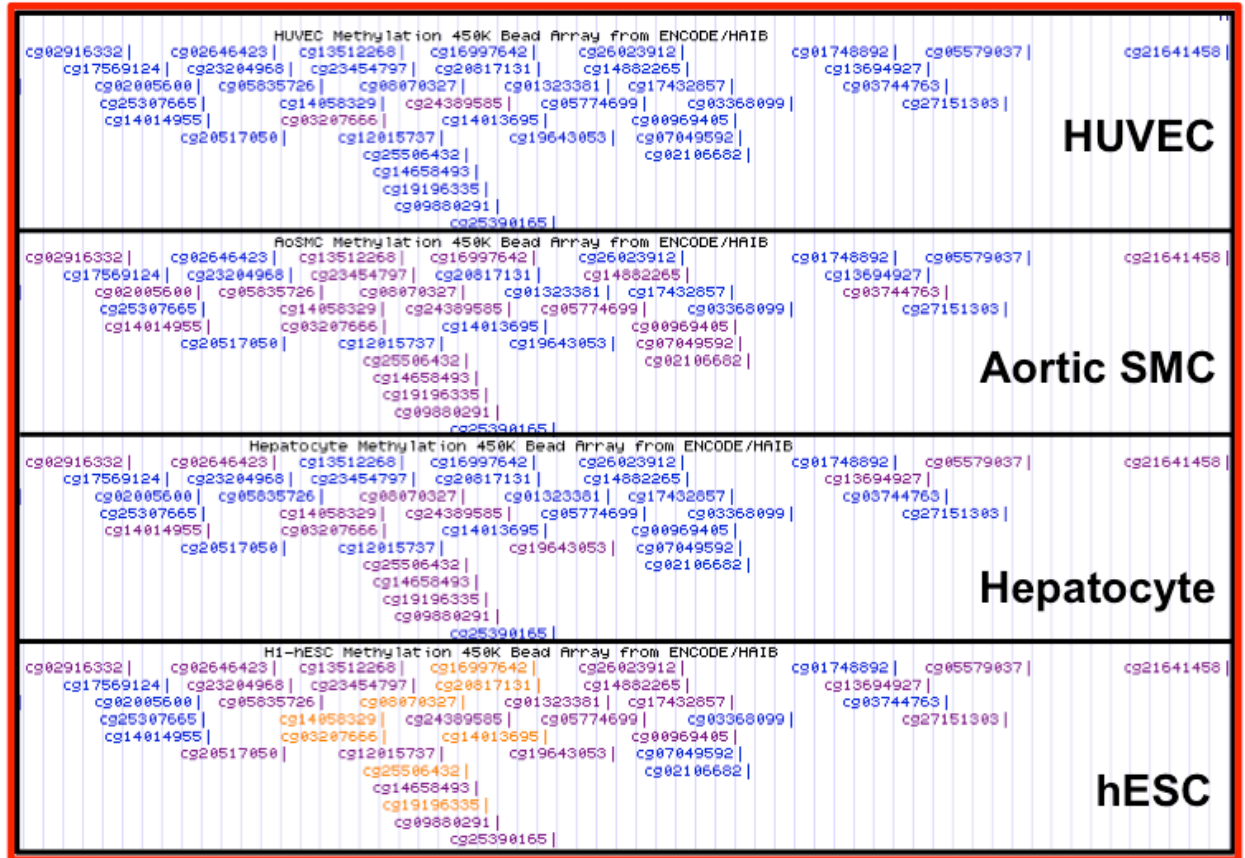 HUVEC Methylation 450K Bead Array from ENCODE/HAIB
cg02916332| cg02646423| cg13512268| cg16997642| cg26023912| cg01748892| cg05579037| cg21641458|
cg17569124| cg23204968| cg23454797| cg20817131| cg14882265| cg13694927|
cg02005600| cg05835726| cg08070327| cg01323381| cg17432857| cg03744763|
cg25307665| cg14058329| cg24389585| cg05774699| cg03368099| cg27151303|
cg14014955| cg03207666| cg14013695| cg00969405|
cg20517050| cg12015737| cg19643053| cg07049592|
cg25506432| cg02106682|
cg14658493|
cg19196335|
cg09880291|
cg25390165|
HUVEC
AoSMC Methylation 450K Bead Array from ENCODE/HAIB
cg02916332| cg02646423| cg13512268| cg16997642| cg26023912| cg01748892| cg05579037| cg21641458|
cg17569124| cg23204968| cg23454797| cg20817131| cg14882265| cg13694927|
cg02005600| cg05835726| cg08070327| cg01323381| cg17432857| cg03744763|
cg25307665| cg14058329| cg24389585| cg05774699| cg03368099| cg27151303|
cg14014955| cg03207666| cg14013695| cg00969405|
cg20517050| cg12015737| cg19643053| cg07049592|
cg25506432| cg02106682|
cg14658493|
cg19196335|
cg09880291|
cg25390165|
Aortic SMC
Hepatocyte Methylation 450K Bead Array from ENCODE/HAIB
cg02916332| cg02646423| cg13512268| cg16997642| cg26023912| cg01748892| cg05579037| cg21641458|
cg17569124| cg23204968| cg23454797| cg20817131| cg14882265| cg13694927|
cg02005600| cg05835726| cg08070327| cg01323381| cg17432857| cg03744763|
cg25307665| cg14058329| cg24389585| cg05774699| cg03368099| cg27151303|
cg14014955| cg03207666| cg14013695| cg00969405|
cg20517050| cg12015737| cg19643053| cg07049592|
cg25506432| cg02106682|
cg14658493|
cg19196335|
cg09880291|
cg25390165|
Hepatocyte
H1-hESC Methylation 450K Bead Array from ENCODE/HAIB
cg02916332| cg02646423| cg13512268| cg16997642| cg26023912| cg01748892| cg05579037| cg21641458|
cg17569124| cg23204968| cg23454797| cg20817131| cg14882265| cg13694927|
cg02005600| cg05835726| cg08070327| cg01323381| cg17432857| cg03744763|
cg25307665| cg14058329| cg24389585| cg05774699| cg03368099| cg27151303|
cg14014955| cg03207666| cg14013695| cg00969405|
cg20517050| cg12015737| cg19643053| cg07049592|
cg25506432| cg02106682|
cg14658493|
cg19196335|
cg09880291|
cg25390165|
hESC